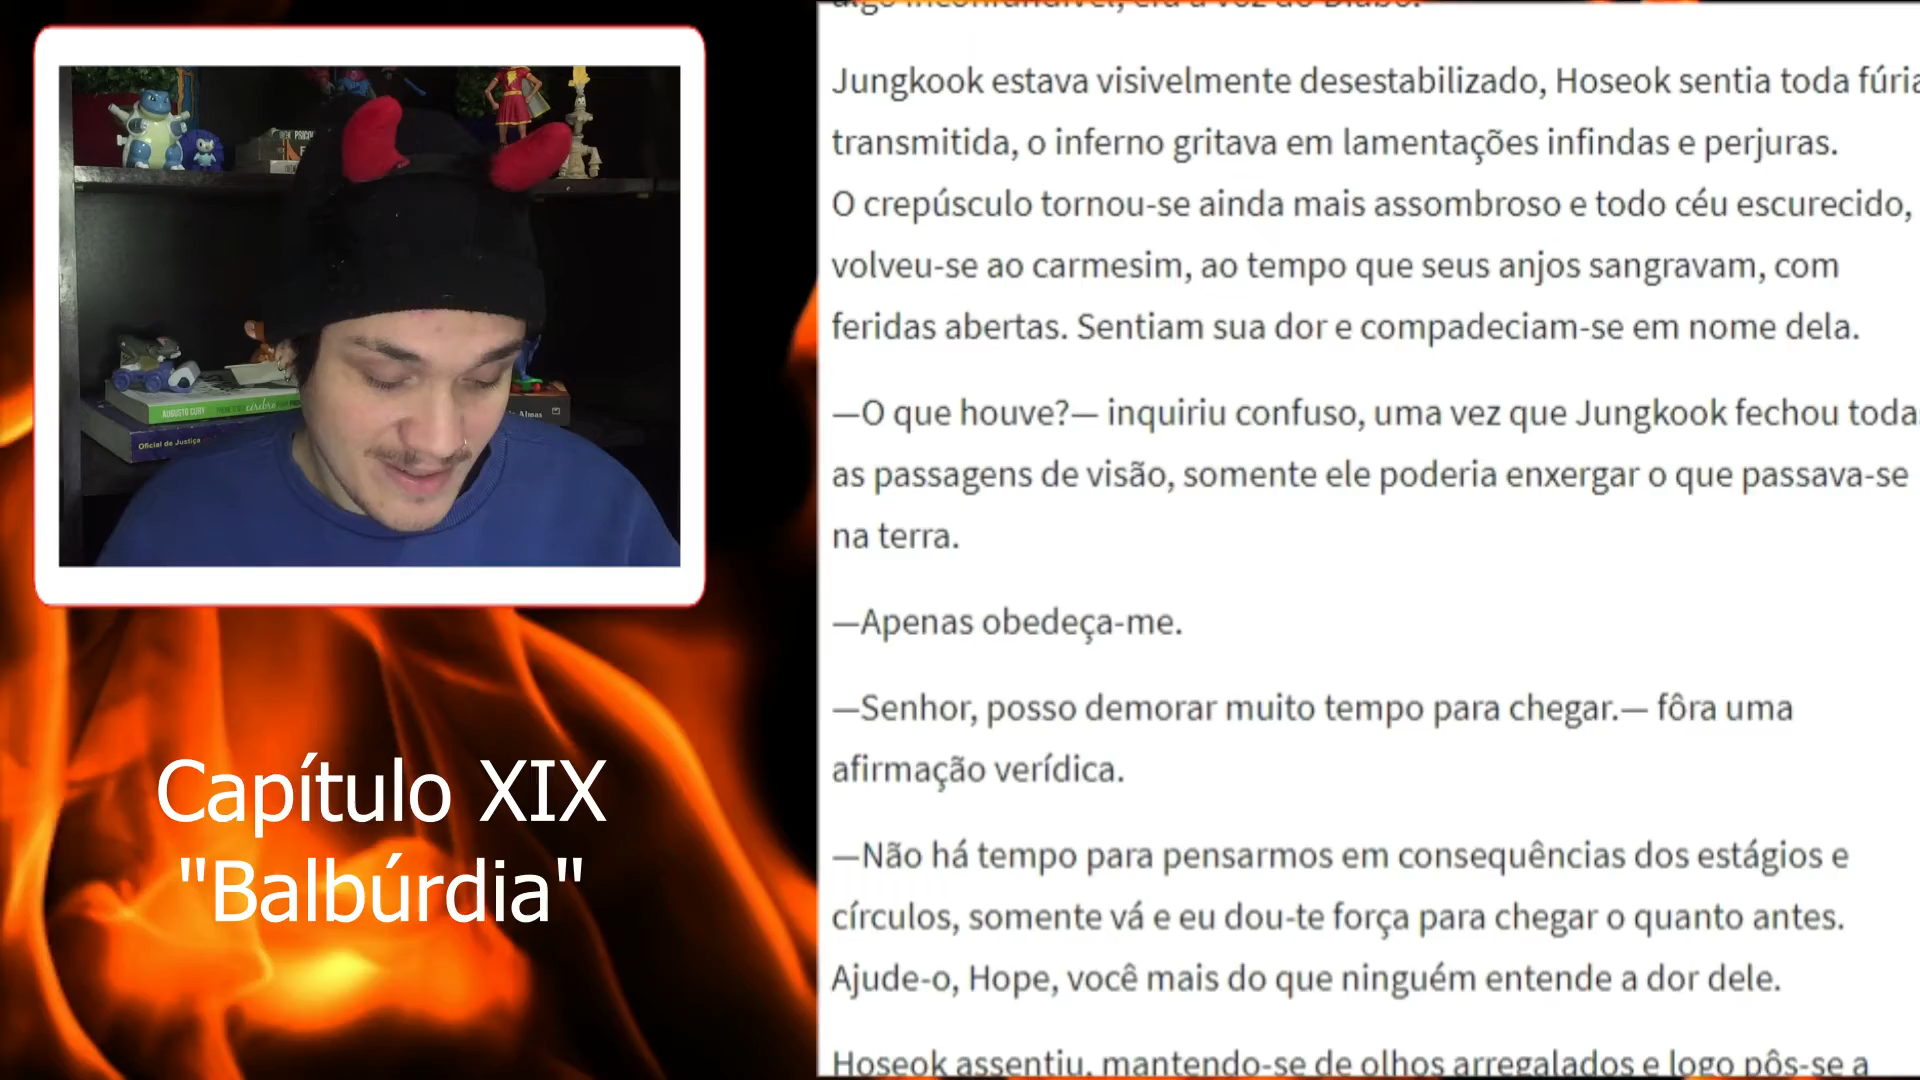 Jungkook estava visivelmente desestabilizado, Hoseok sentia toda fúria
transmitida, o inferno gritava em lamentações infindas e perjuras.
O crepúsculo tornou-se ainda mais assombroso e todo céu escurecido,
volveu-se ao carmesim, ao tempo que seus anjos sangravam, com
feridas abertas. Sentiam sua dor e compadeciam-se em nome dela.
—O que houve?— inquiriu confuso, uma vez que Jungkook fechou toda
as passagens de visão, somente ele poderia enxergar o que passava-se
na terra.
—Apenas obedeça-me.
—Senhor, posso demorar muito tempo para chegar.— fôra uma
afirmação verídica.
—Não há tempo para pensarmos em consequências dos estágios e
círculos, somente vá e eu dou-te força para chegar o quanto antes.
Ajude-o, Hope, você mais do que ninguém entende a dor dele.
Hoseok assentiu, mantendo-se de olhos arregalados e logo pôs-se a
AUGUSTO CURY
cérebro
Oficial da Justiça
Almas
Capítulo XIX
"Balbúrdia"